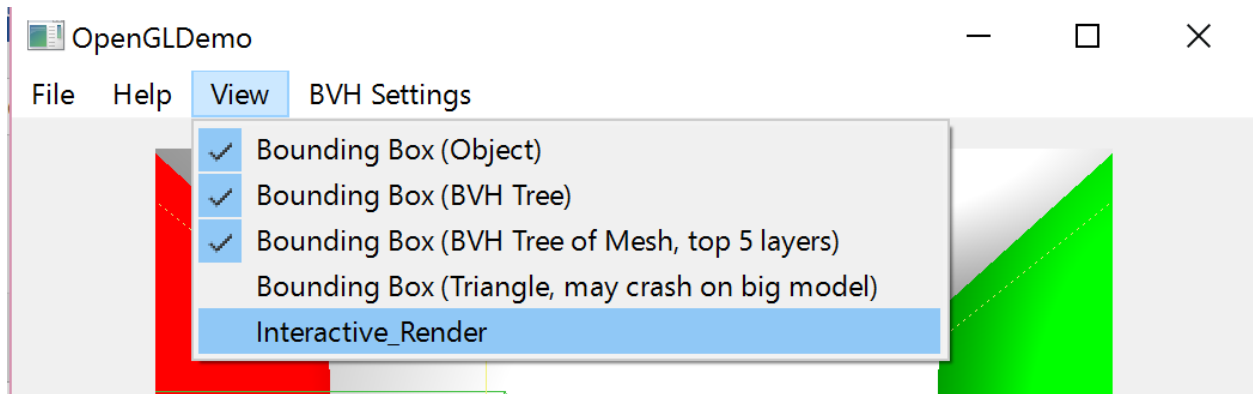 OpenGLDemo
File Help View BVH Settings
Bounding Box (Object)
Bounding Box (BVH Tree)
Bounding Box (BVH Tree of Mesh, top 5 layers)
Bounding Box (Triangle, may crash on big model)
Interactive_Render